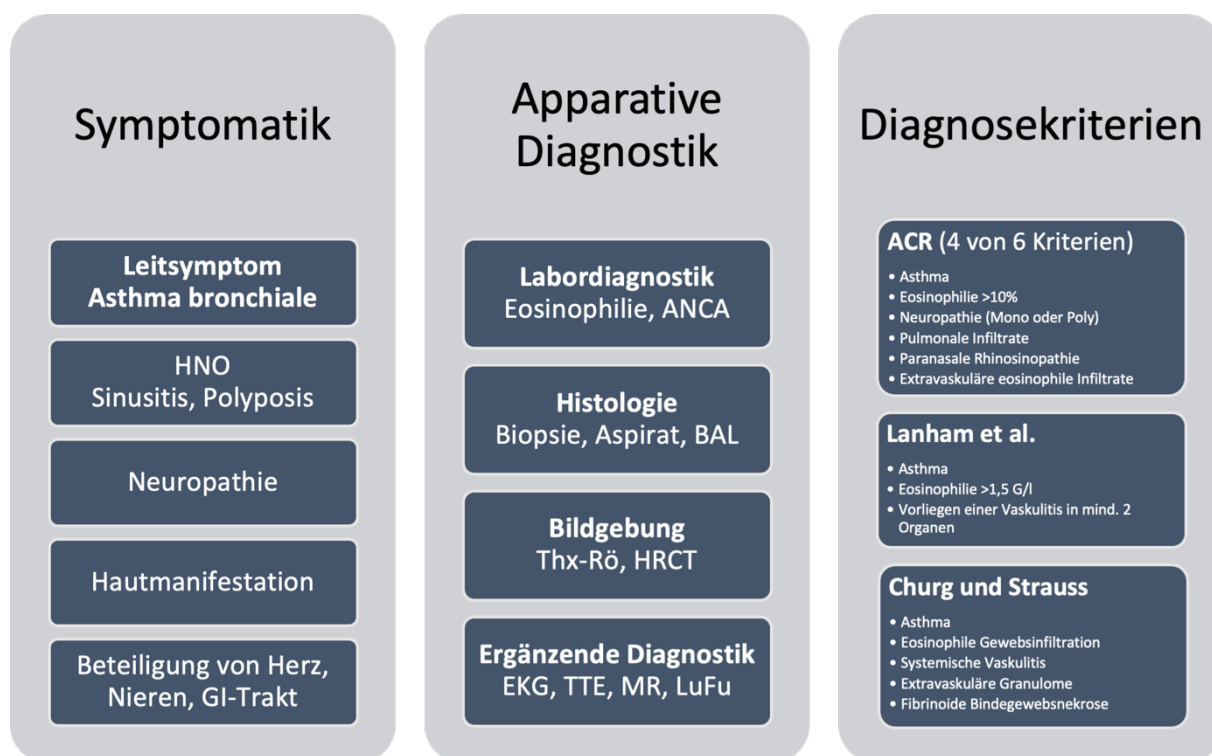 Symptomatik
Leitsymptom
Asthma bronchiale
HNO
Sinusitis, Polyposis
Neuropathie
Hautmanifestation
Beteiligung von Herz,
Nieren, GI-Trakt
Apparative
Diagnostik
Labordiagnostik
Eosinophilie, ANCA
Histologie
Biopsie, Aspirat, BAL
Bildgebung
Thx-Rö, HRCT
Ergänzende Diagnostik
EKG, TTE, MR, LuFu
Diagnosekriterien
ACR (4 von 6 Kriterien)
• Asthma
• Eosinophilie >10%
• Neuropathie (Mono oder Poly)
• Pulmonale Infiltrate
• Paranasale Rhinosinopathie
• Extravaskuläre eosinophile Infiltrate
Lanham et al.
• Asthma
• Eosinophilie >1,5 G/l
• Vorliegen einer Vaskulitis in mind. 2
Organen
Churg und Strauss
• Asthma
• Eosinophile Gewebsinfiltration
• Systemische Vaskulitis
• Extravaskuläre Granulome
• Fibrinoide Bindegewebsnekrose